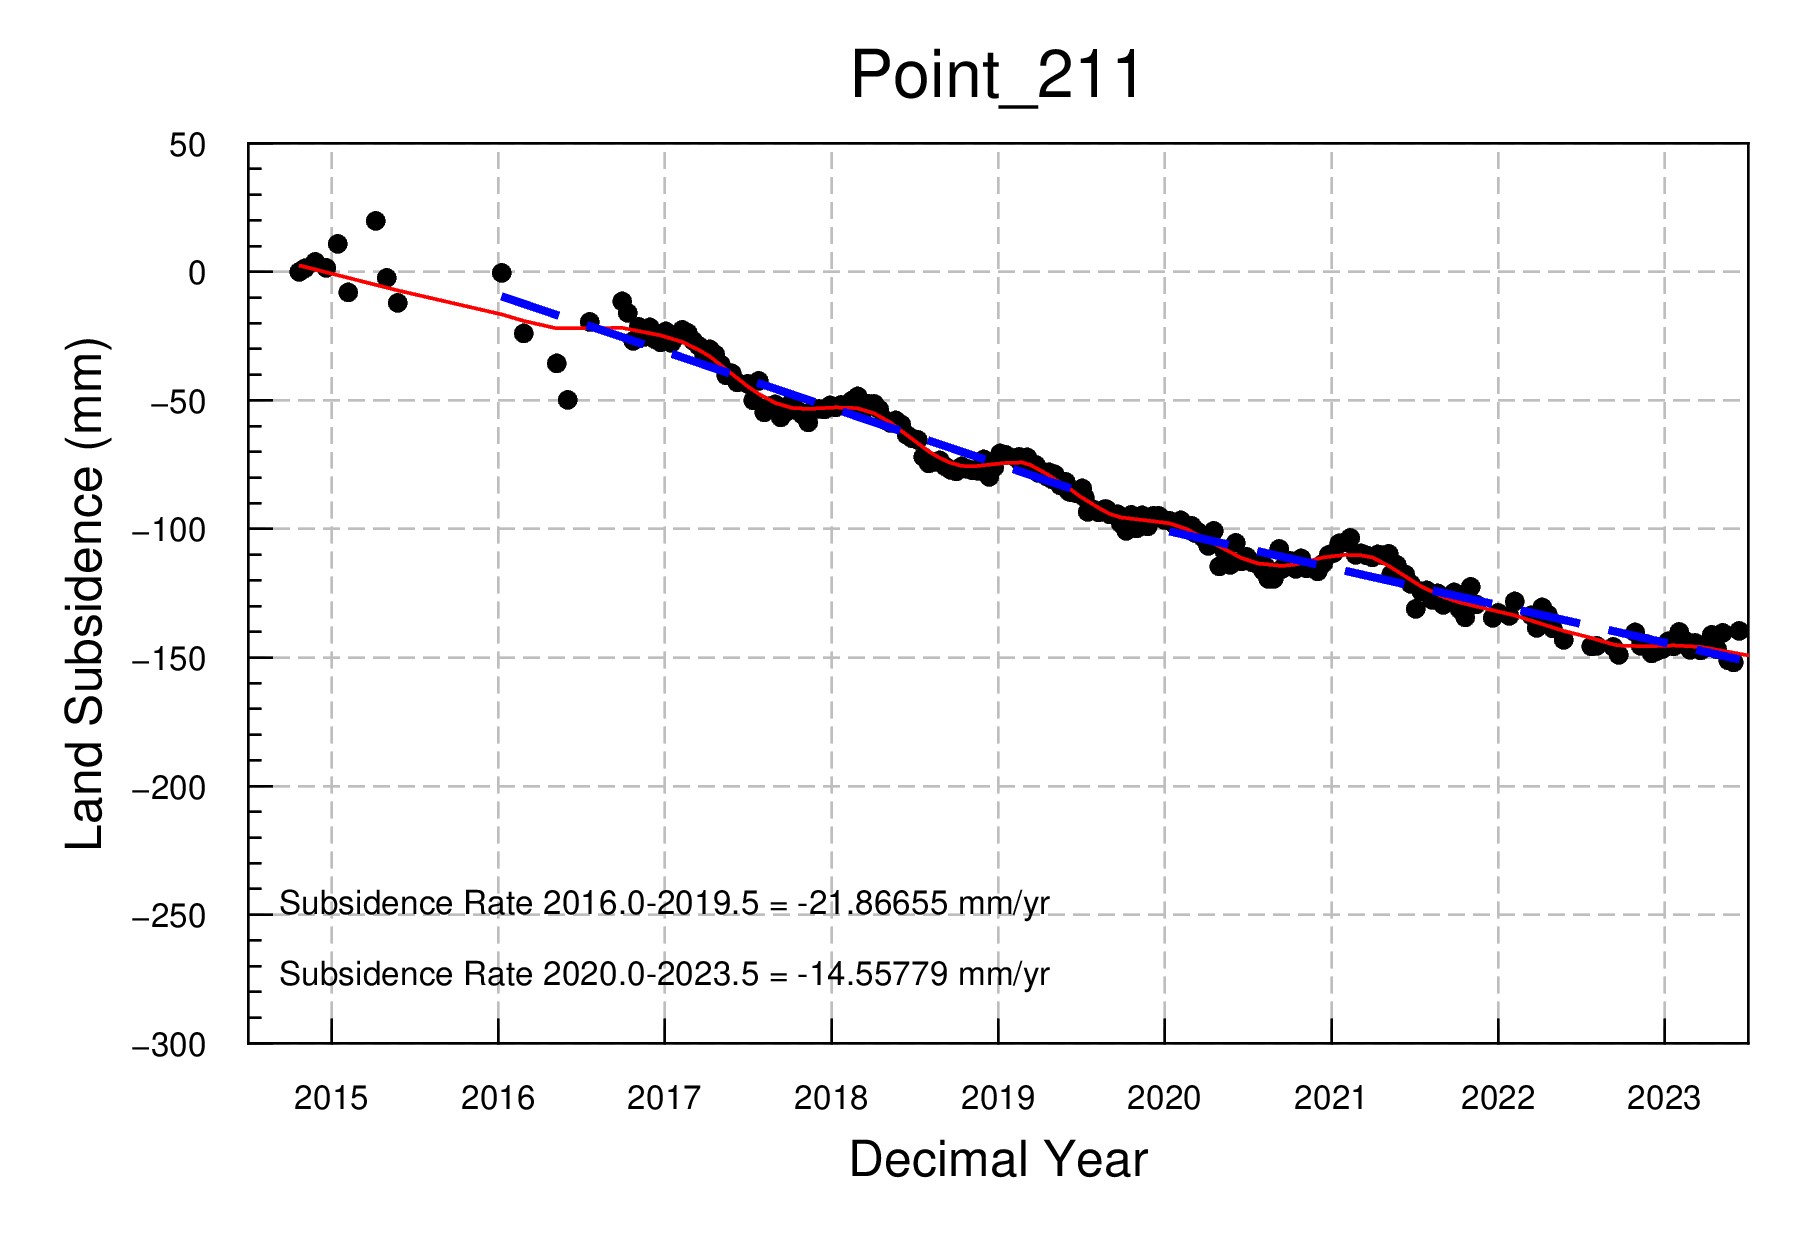 Point_211
50
0
−50
−100
−150
−200
−250
−300
Land Subsidence (mm)
Subsidence Rate 2016.0-2019.5 = -21.86655 mm/yr
Subsidence Rate 2020.0-2023.5 = -14.55779 mm/yr
2015 2016 2017 2018 2019 2020 2021 2022 2023
Decimal Year